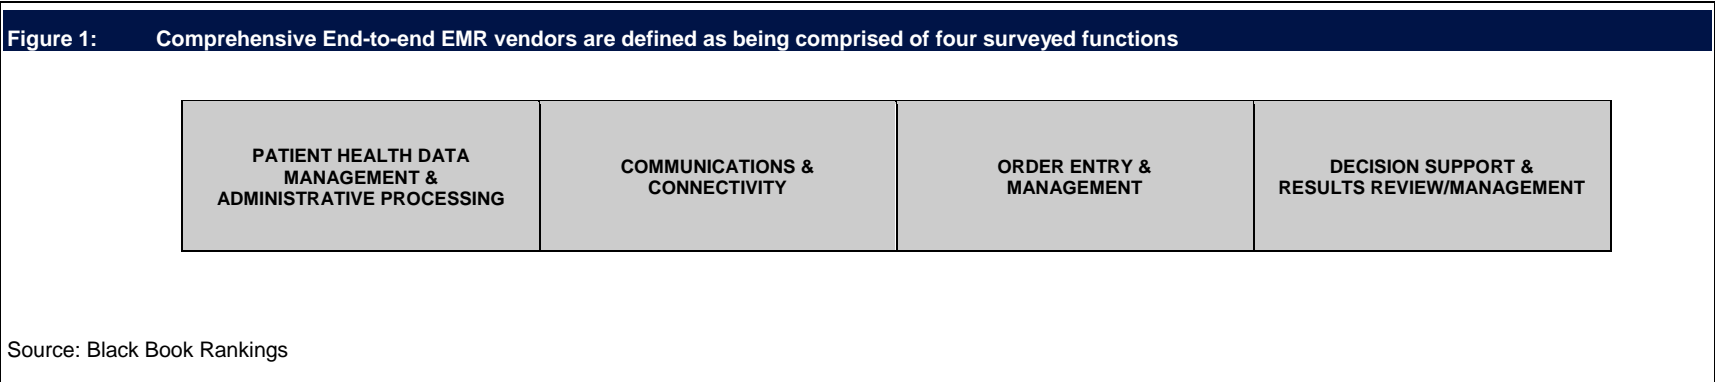 Figure 1: Comprehensive End-to-end EMR vendors are defined as being comprised of four surveyed functions
PATIENT HEALTH DATA
MANAGEMENT &
ADMINISTRATIVE PROCESSING
COMMUNICATIONS &
CONNECTIVITY
ORDER ENTRY &
MANAGEMENT
DECISION SUPPORT &
RESULTS REVIEW/MANAGEMENT
Source: Black Book Rankings